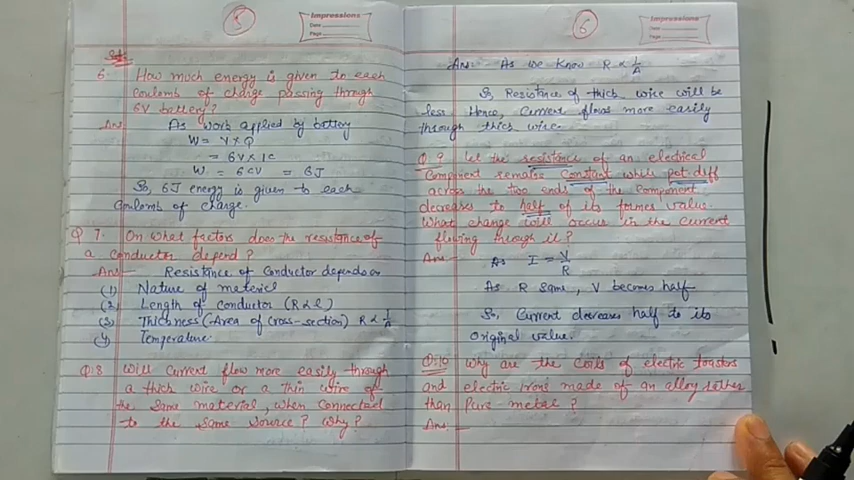 5
Impressions
Date:
Page:
6. How much energy is given to each
Coulomb of charge passing through
6V battery?
Ans: As work applied by battery
W = V×Q
= 6V × 1C
W = 6CV = 6J
So, 6J energy is given to each
Coulomb of charge.
Q 7. On what factors does the resistance of
a conductor depend?
Ans:- Resistance of Conductor depends on
(1) Nature of material
(2) Length of conductor (R∝l)
(3) Thickness (Area of cross-section) R ∝ 1/A
(4) Temperature.
Q.8 Will current flow more easily through
a thick wire or a thin wire of
the same material, when connected
to the same source? Why?
6
Impressions
Date:
Page:
Ans:- As we know R ∝ 1/A
So, Resistance of thick wire will be
less. Hence, Current flows more easily
through thick wire.
Q 9. Let the resistance of an electrical
Component remains constant while pot. diff
across the two ends of the component
decreases to half of its former value.
What change will occur in the current
flowing through it?
Ans:- As I = V/R
As R same, V becomes half
So, Current decreases half to its
original value.
Q.10 Why are the coils of electric toasters
and electric irons made of an alloy rather
than pure metal?
Ans:-